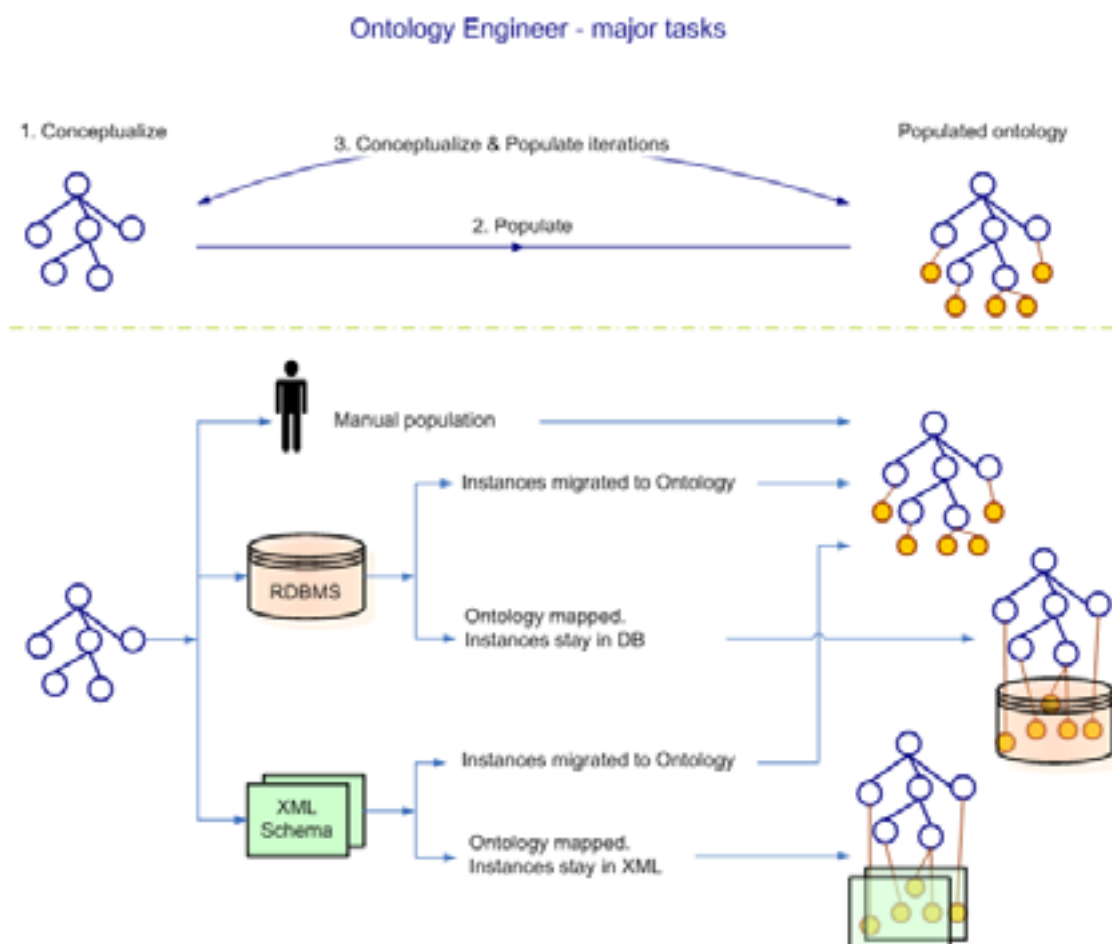 Ontology Engineer - major tasks
1. Conceptualize
3. Conceptualize & Populate iterations
Populated ontology
2. Populate
Manual population
Instances migrated to Ontology
RDBMS
Ontology mapped.
Instances stay in DB
Instances migrated to Ontology
XML
Schema
Ontology mapped.
Instances stay in XML